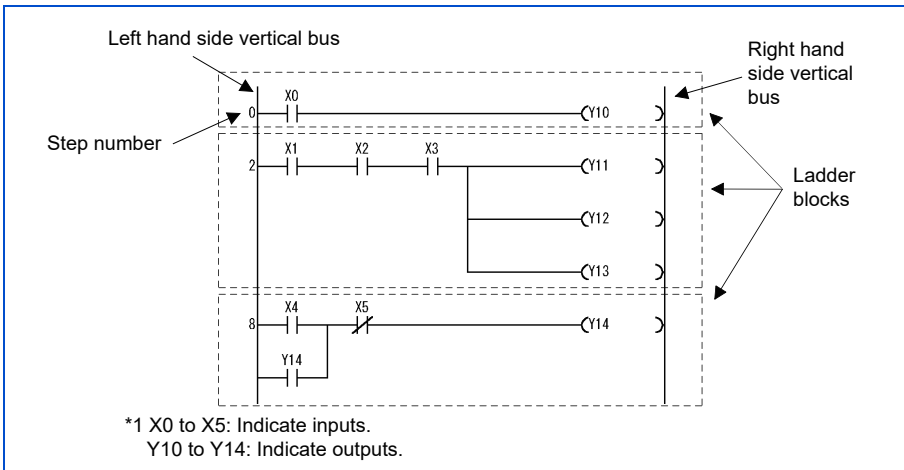 Left hand side vertical bus
Right hand
side vertical
bus
X0
0
Y10
Step number
X1 X2 X3
2
Y11
Ladder
blocks
Y12
Y13
X4 X5
8
Y14
Y14
*1 X0 to X5: Indicate inputs.
Y10 to Y14: Indicate outputs.